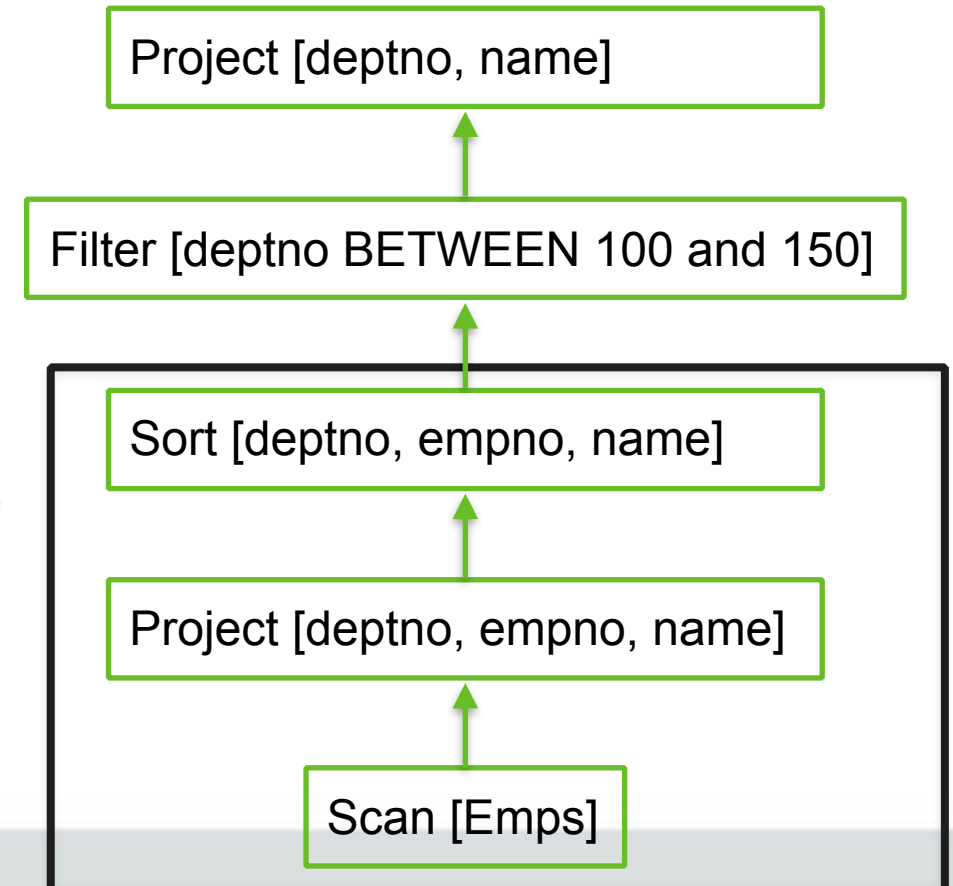 Project [deptno, name]
Filter [deptno BETWEEN 100 and 150]
Sort [deptno, empno, name]
Project [deptno, empno, name]
Scan [Emps]